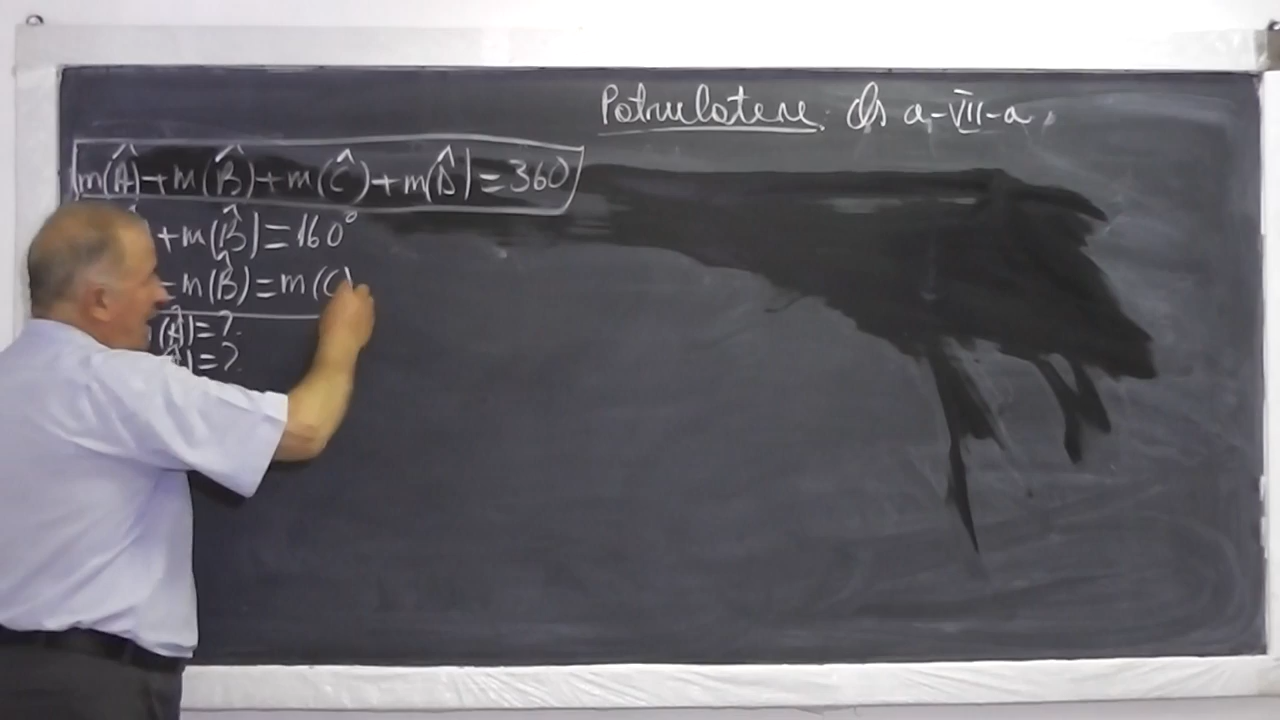 Patrulatere. Cls a-VII-a.
m(Â)+m(B̂)+m(Ĉ)+m(D̂)=360
+m(B̂)=160°
-m(B̂)=m(C)
(Â)=?
)=?